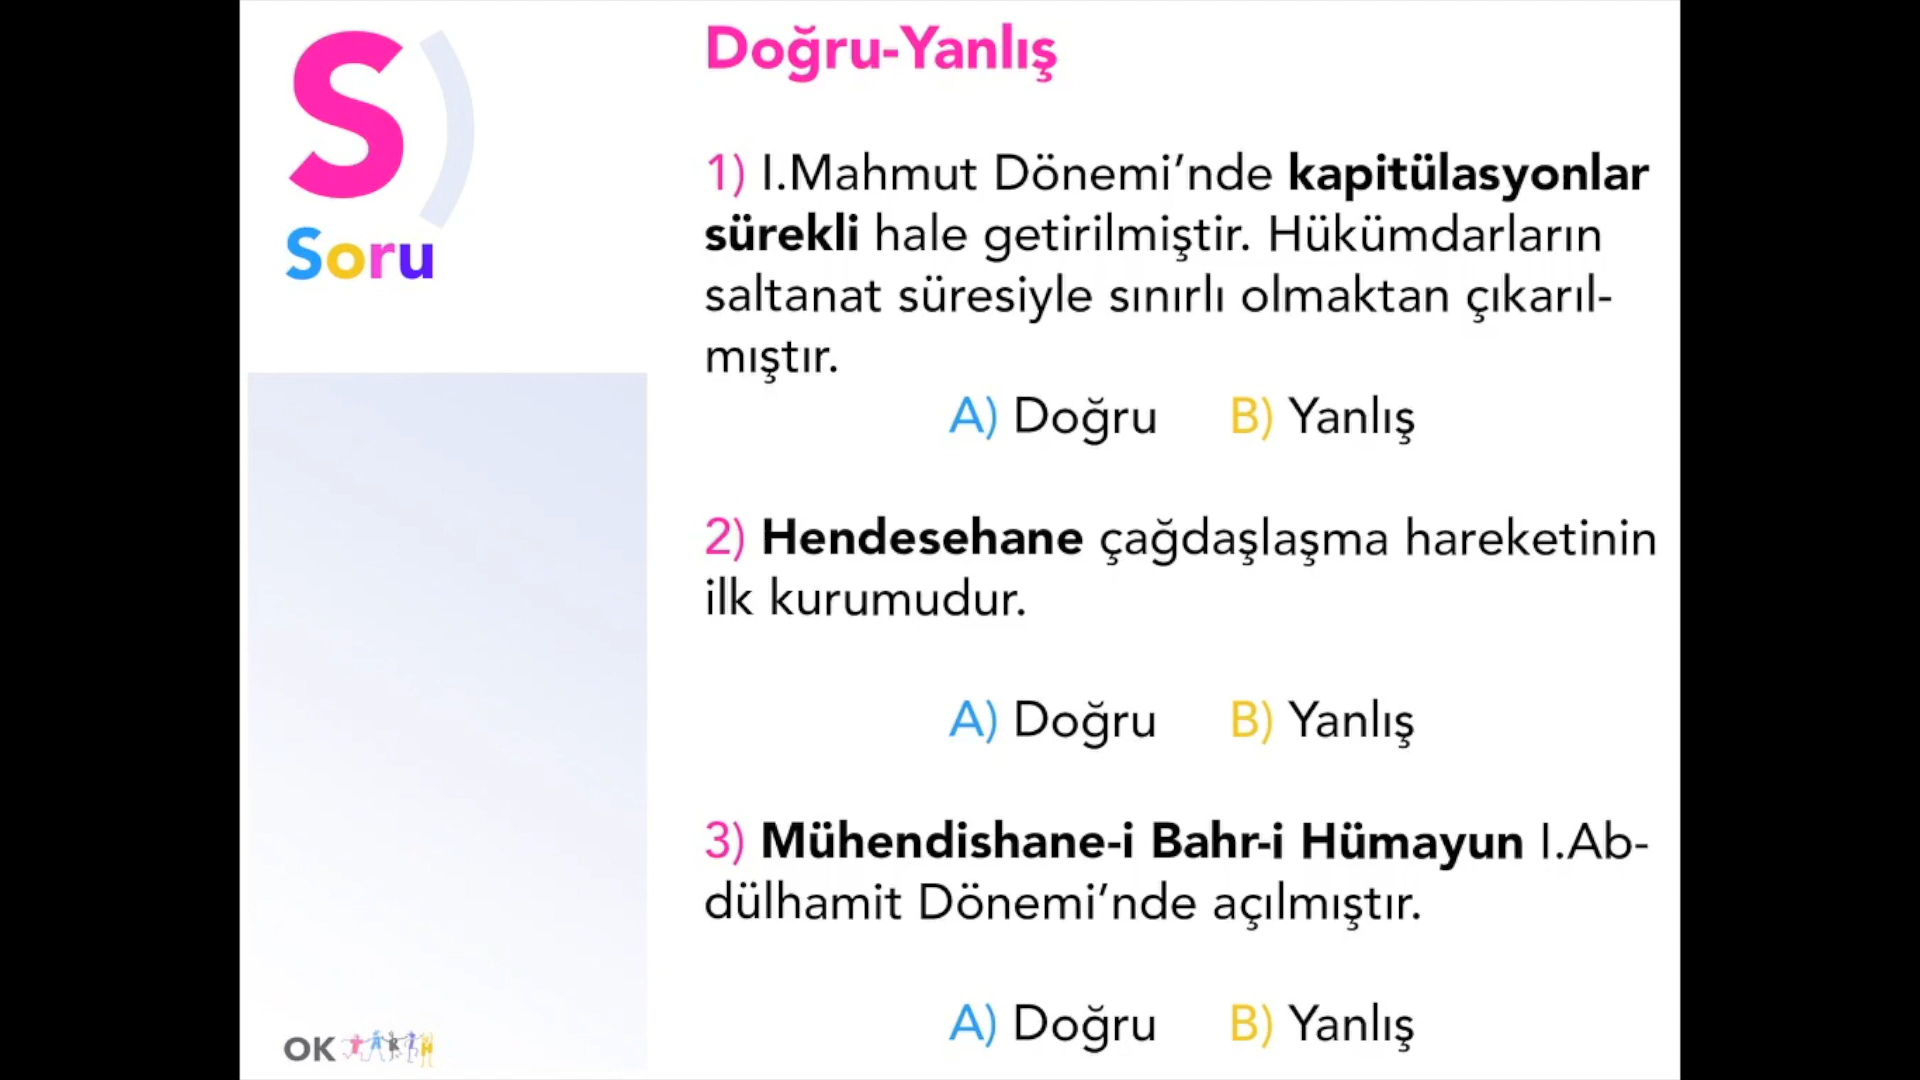 S)
Soru
Doğru-Yanlış
1) I.Mahmut Dönemi’nde kapitülasyonlar
sürekli hale getirilmiştir. Hükümdarların
saltanat süresiyle sınırlı olmaktan çıkarıl-
mıştır.
A) Doğru B) Yanlış
2) Hendesehane çağdaşlaşma hareketinin
ilk kurumudur.
A) Doğru B) Yanlış
3) Mühendishane-i Bahr-i Hümayun I.Ab-
dülhamit Dönemi’nde açılmıştır.
A) Doğru B) Yanlış
OK TARİH